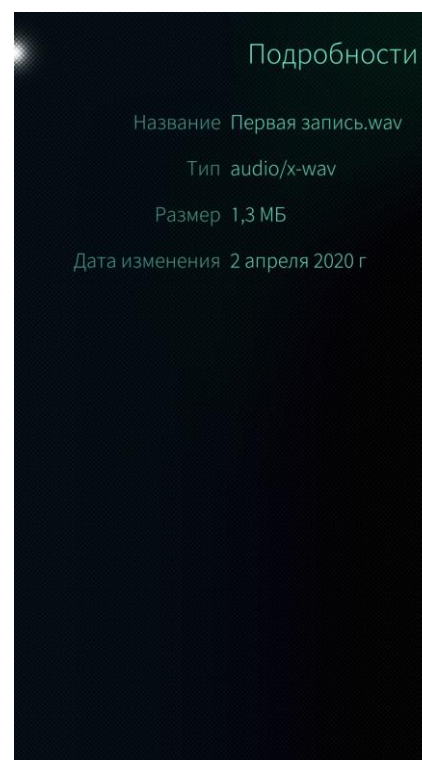 Подробности
Название Первая запись.wav
Тип audio/x-wav
Размер 1,3 МБ
Дата изменения 2 апреля 2020 г